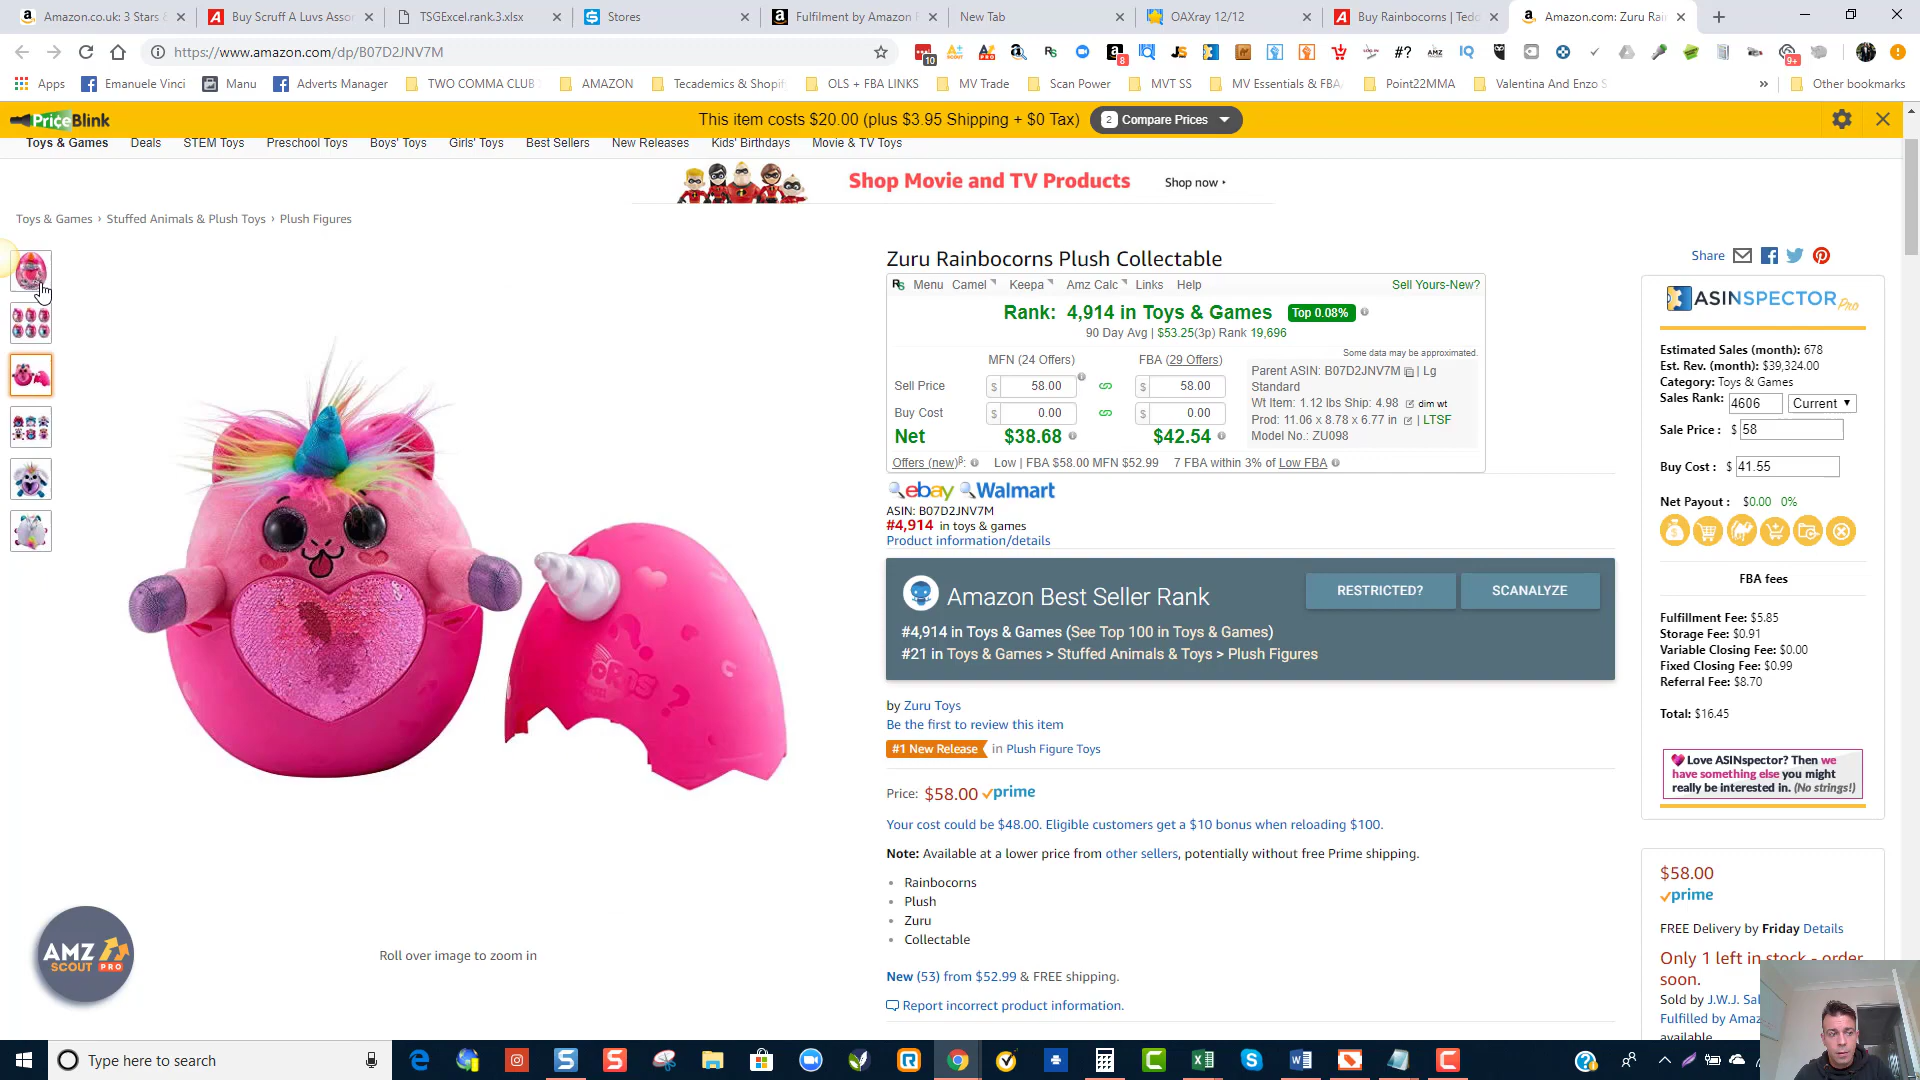 Amazon.co.uk: 3 Stars &
Buy Scruff A Luvs Assor
TSGExcel.rank.3.xlsx
Stores
Fulfilment by Amazon
New Tab
OAXray 12/12
Buy Rainbocorns | Tedd
Amazon.com: Zuru Rain
https://www.amazon.com/dp/B07D2JNV7M
10
8
#?
AMZ
IQ
9+
Apps
Emanuele Vinci
Manu
Adverts Manager
TWO COMMA CLUB
AMAZON
Tecademics & Shopif
OLS + FBA LINKS
MV Trade
Scan Power
MVT SS
MV Essentials & FBA
Point22MMA
Valentina And Enzo S
Other bookmarks
PriceBlink
This item costs $20.00 (plus $3.95 Shipping + $0 Tax)
2 Compare Prices
Toys & Games
Deals
STEM Toys
Preschool Toys
Boys' Toys
Girls' Toys
Best Sellers
New Releases
Kids' Birthdays
Movie & TV Toys
Shop Movie and TV Products
Shop now ›
Toys & Games › Stuffed Animals & Plush Toys › Plush Figures
Zuru Rainbocorns Plush Collectable
Share
RS Menu Camel Keepa Amz Calc Links Help
Sell Yours-New?
Rank: 4,914 in Toys & Games Top 0.08%
90 Day Avg | $53.25(3p) Rank 19,696
Some data may be approximated.
MFN (24 Offers)
FBA (29 Offers)
Sell Price $ 58.00 $ 58.00
Buy Cost $ 0.00 $ 0.00
Net $38.68 $42.54
Parent ASIN: B07D2JNV7M | Lg
Standard
Wt Item: 1.12 lbs Ship: 4.98 dim wt
Prod: 11.06 x 8.78 x 6.77 in | LTSF
Model No.: ZU098
Offers (new)β: Low | FBA $58.00 MFN $52.99 7 FBA within 3% of Low FBA
ebay Walmart
ASIN: B07D2JNV7M
#4,914 in toys & games
Product information/details
Amazon Best Seller Rank
RESTRICTED?
SCANALYZE
#4,914 in Toys & Games (See Top 100 in Toys & Games)
#21 in Toys & Games > Stuffed Animals & Toys > Plush Figures
by Zuru Toys
Be the first to review this item
#1 New Release in Plush Figure Toys
Price: $58.00 prime
Your cost could be $48.00. Eligible customers get a $10 bonus when reloading $100.
Note: Available at a lower price from other sellers, potentially without free Prime shipping.
• Rainbocorns
• Plush
• Zuru
• Collectable
New (53) from $52.99 & FREE shipping.
Report incorrect product information.
Roll over image to zoom in
AMZ
SCOUT PRO
ASINSPECTOR Pro
Estimated Sales (month): 678
Est. Rev. (month): $39,324.00
Category: Toys & Games
Sales Rank: 4606 Current
Sale Price : $ 58
Buy Cost : $ 41.55
Net Payout : $0.00 0%
FBA fees
Fulfillment Fee: $5.85
Storage Fee: $0.91
Variable Closing Fee: $0.00
Fixed Closing Fee: $0.99
Referral Fee: $8.70
Total: $16.45
Love ASINspector? Then we
have something else you might
really be interested in. (No strings!)
$58.00
prime
FREE Delivery by Friday Details
Only 1 left in stock - order
soon.
Sold by J.W.J. Sal
Fulfilled by Amaz
available
Type here to search